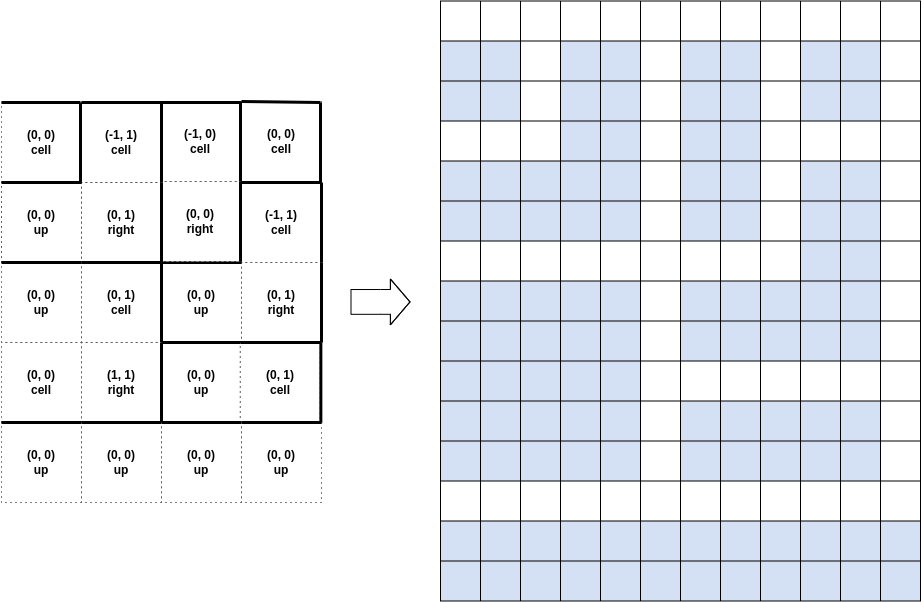 (0, 0)
cell
(-1, 1)
cell
(-1, 0)
cell
(0, 0)
cell
(0, 0)
up
(0, 1)
right
(0, 0)
right
(-1, 1)
cell
(0, 0)
up
(0, 1)
cell
(0, 0)
up
(0, 1)
right
(0, 0)
cell
(1, 1)
right
(0, 0)
up
(0, 1)
cell
(0, 0)
up
(0, 0)
up
(0, 0)
up
(0, 0)
up